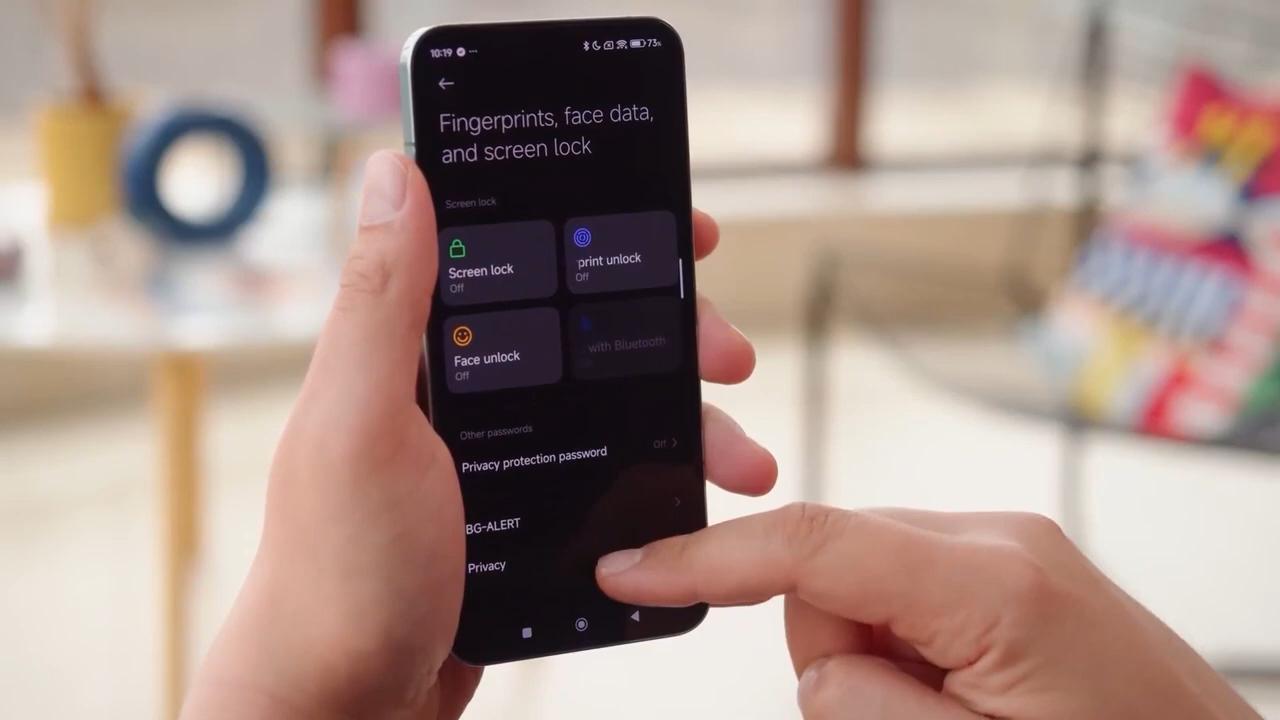 10:19
73%
Fingerprints, face data,
and screen lock
Screen lock
Screen lock
Off
print unlock
Off
Face unlock
Off
with Bluetooth
Other passwords
Privacy protection password
Off
BG-ALERT
Privacy